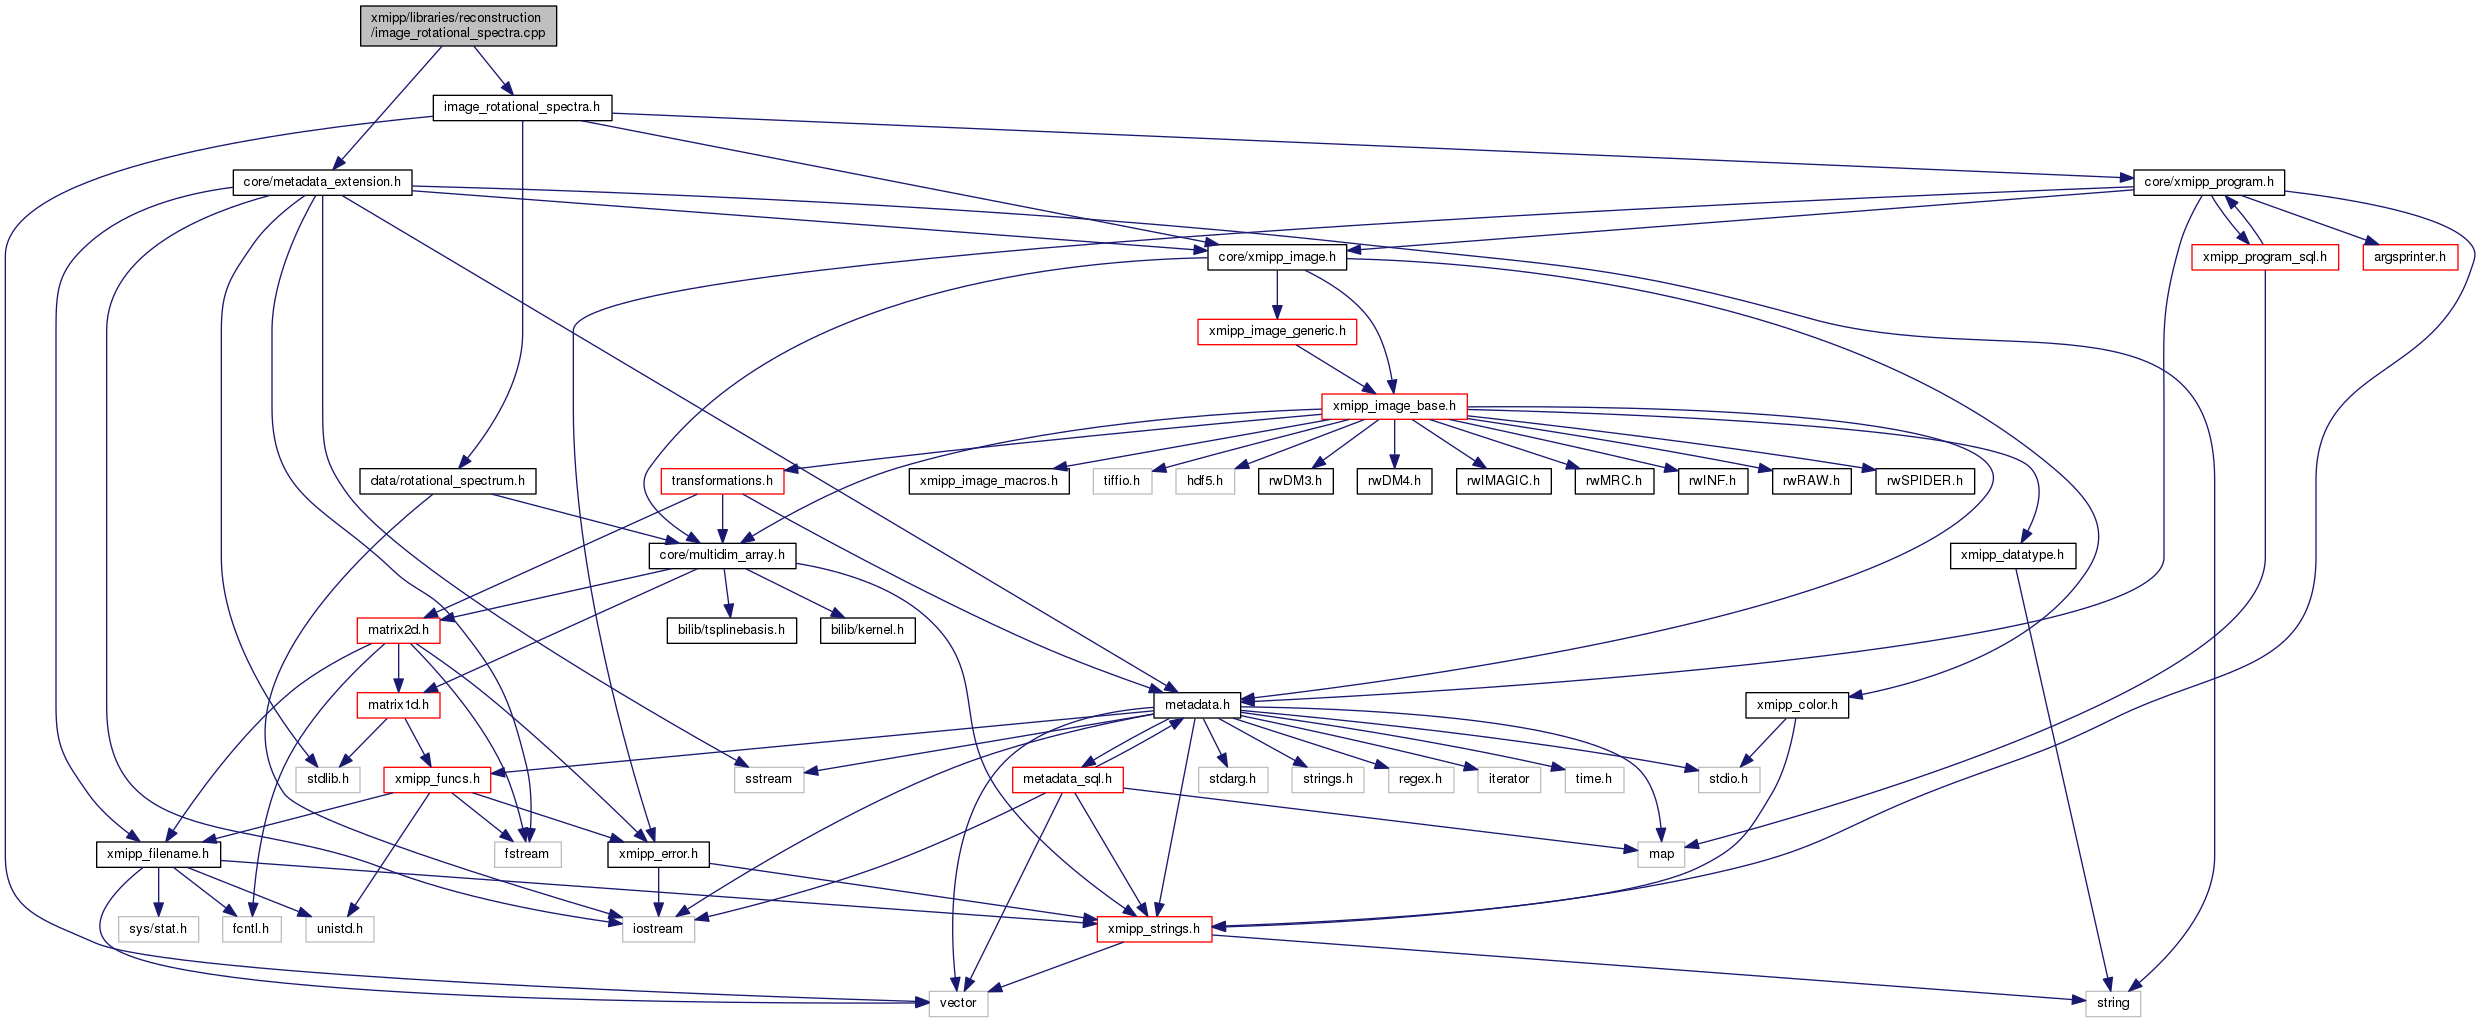 xmipp/libraries/reconstruction
/image_rotational_spectra.cpp
image_rotational_spectra.h
core/metadata_extension.h
core/xmipp_program.h
core/xmipp_image.h
xmipp_program_sql.h
argsprinter.h
xmipp_image_generic.h
xmipp_image_base.h
data/rotational_spectrum.h
transformations.h
xmipp_image_macros.h
tiffio.h
hdf5.h
rwDM3.h
rwDM4.h
rwIMAGIC.h
rwMRC.h
rwINF.h
rwRAW.h
rwSPIDER.h
core/multidim_array.h
xmipp_datatype.h
matrix2d.h
bilib/tsplinebasis.h
bilib/kernel.h
matrix1d.h
metadata.h
xmipp_color.h
stdlib.h
xmipp_funcs.h
sstream
metadata_sql.h
stdarg.h
strings.h
regex.h
iterator
time.h
stdio.h
xmipp_filename.h
fstream
xmipp_error.h
map
sys/stat.h
fcntl.h
unistd.h
iostream
xmipp_strings.h
vector
string